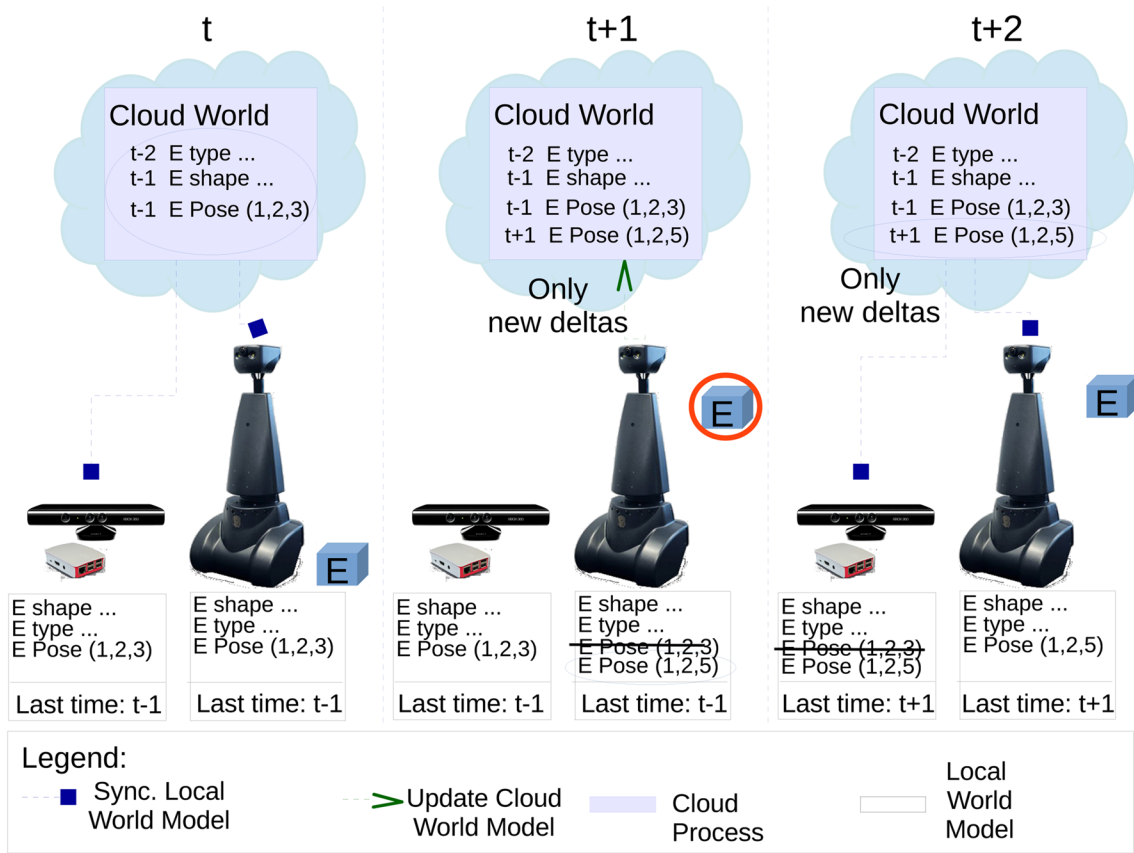 t
t+1
t+2
Cloud World
t-2 E type ...
t-1 E shape ...
t-1 E Pose (1,2,3)
Cloud World
t-2 E type ...
t-1 E shape ...
t-1 E Pose (1,2,3)
t+1 E Pose (1,2,5)
Cloud World
t-2 E type ...
t-1 E shape ...
t-1 E Pose (1,2,3)
t+1 E Pose (1,2,5)
Only
new deltas
Only
new deltas
E
E
E
XBOX 360
XBOX 360
XBOX 360
E shape ...
E type ...
E Pose (1,2,3)
Last time: t-1
E shape ...
E type ...
E Pose (1,2,3)
Last time: t-1
E shape ...
E type ...
E Pose (1,2,3)
Last time: t-1
E shape ...
E type ...
E Pose (1,2,3)
E Pose (1,2,5)
Last time: t-1
E shape ...
E type ...
E Pose (1,2,3)
E Pose (1,2,5)
Last time: t+1
E shape ...
E type ...
E Pose (1,2,5)
Last time: t+1
Legend:
Sync. Local
World Model
Update Cloud
World Model
Cloud
Process
Local
World
Model